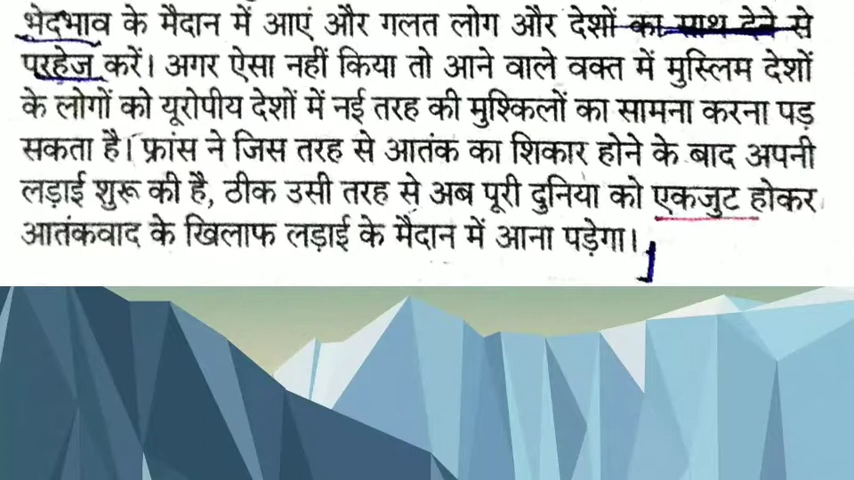 भेदभाव के मैदान में आएं और गलत लोग और देशों का साथ देने से
परहेज करें। अगर ऐसा नहीं किया तो आने वाले वक्त में मुस्लिम देशों
के लोगों को यूरोपीय देशों में नई तरह की मुश्किलों का सामना करना पड़
सकता है। फ्रांस ने जिस तरह से आतंक का शिकार होने के बाद अपनी
लड़ाई शुरू की है, ठीक उसी तरह से अब पूरी दुनिया को एकजुट होकर
आतंकवाद के खिलाफ लड़ाई के मैदान में आना पड़ेगा।